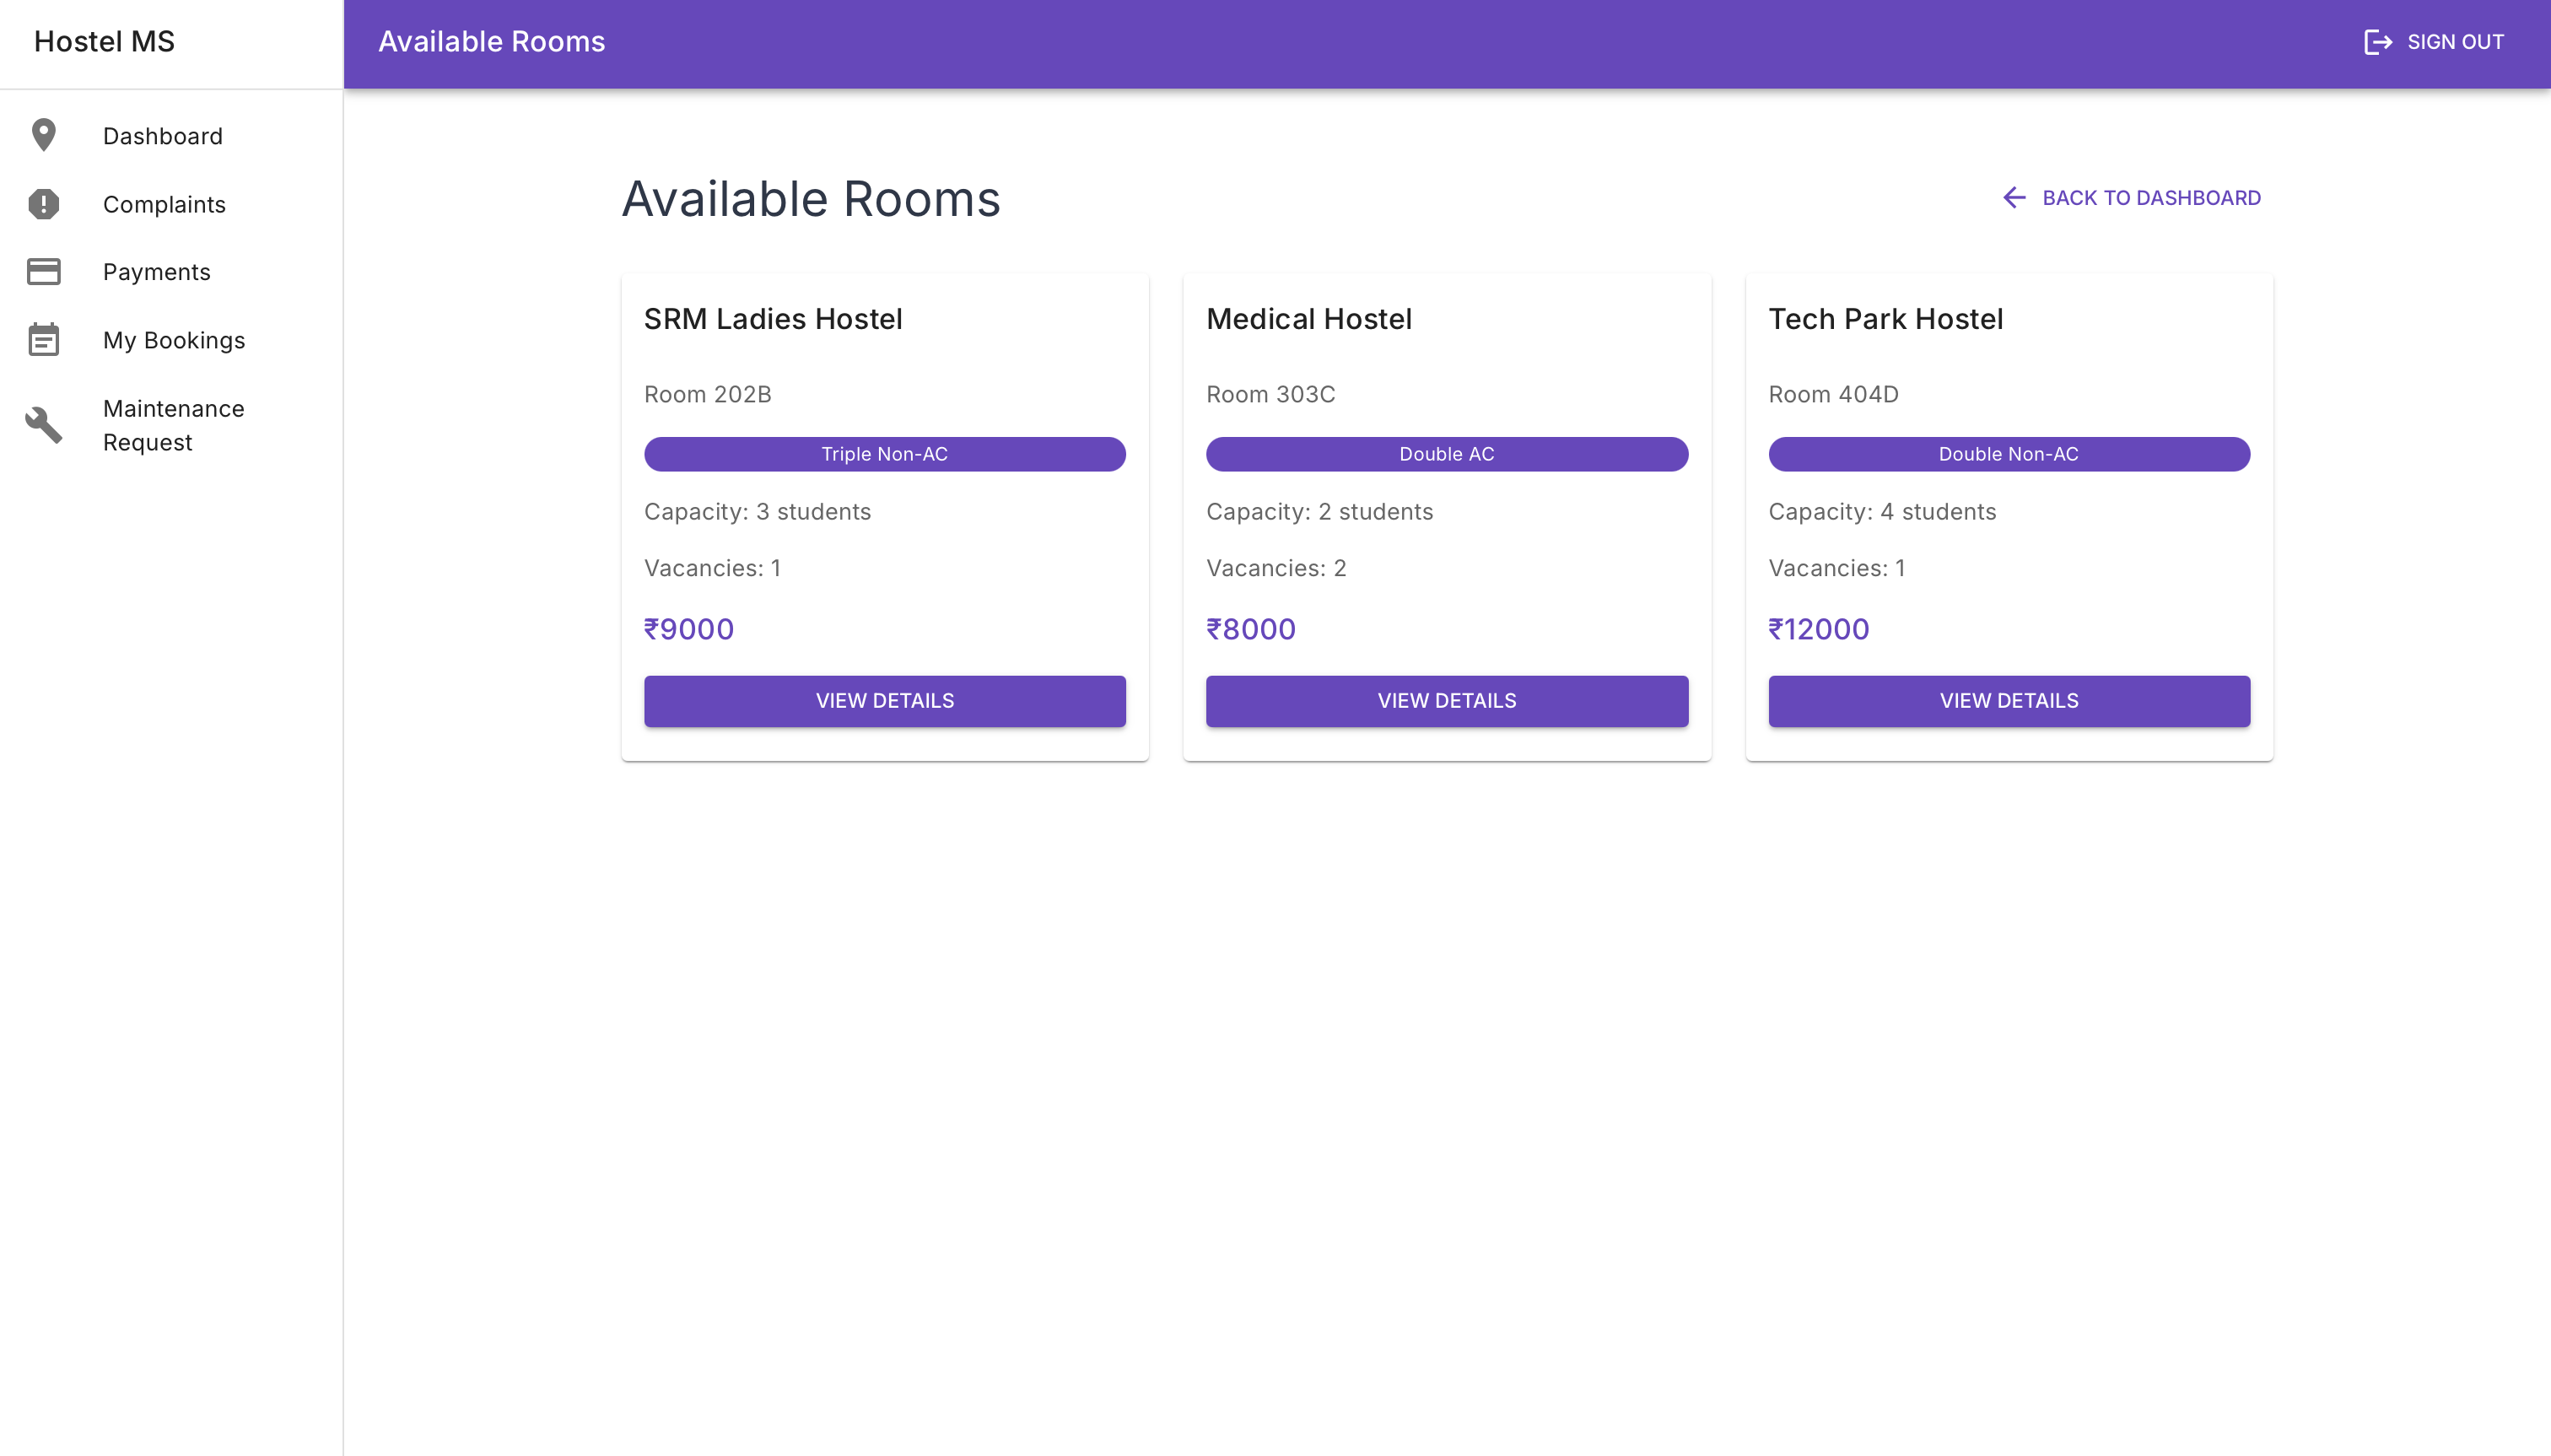 Hostel MS
Available Rooms
SIGN OUT
Dashboard
Complaints
Payments
My Bookings
Maintenance
Request
Available Rooms
BACK TO DASHBOARD
SRM Ladies Hostel
Room 202B
Triple Non-AC
Capacity: 3 students
Vacancies: 1
₹9000
VIEW DETAILS
Medical Hostel
Room 303C
Double AC
Capacity: 2 students
Vacancies: 2
₹8000
VIEW DETAILS
Tech Park Hostel
Room 404D
Double Non-AC
Capacity: 4 students
Vacancies: 1
₹12000
VIEW DETAILS